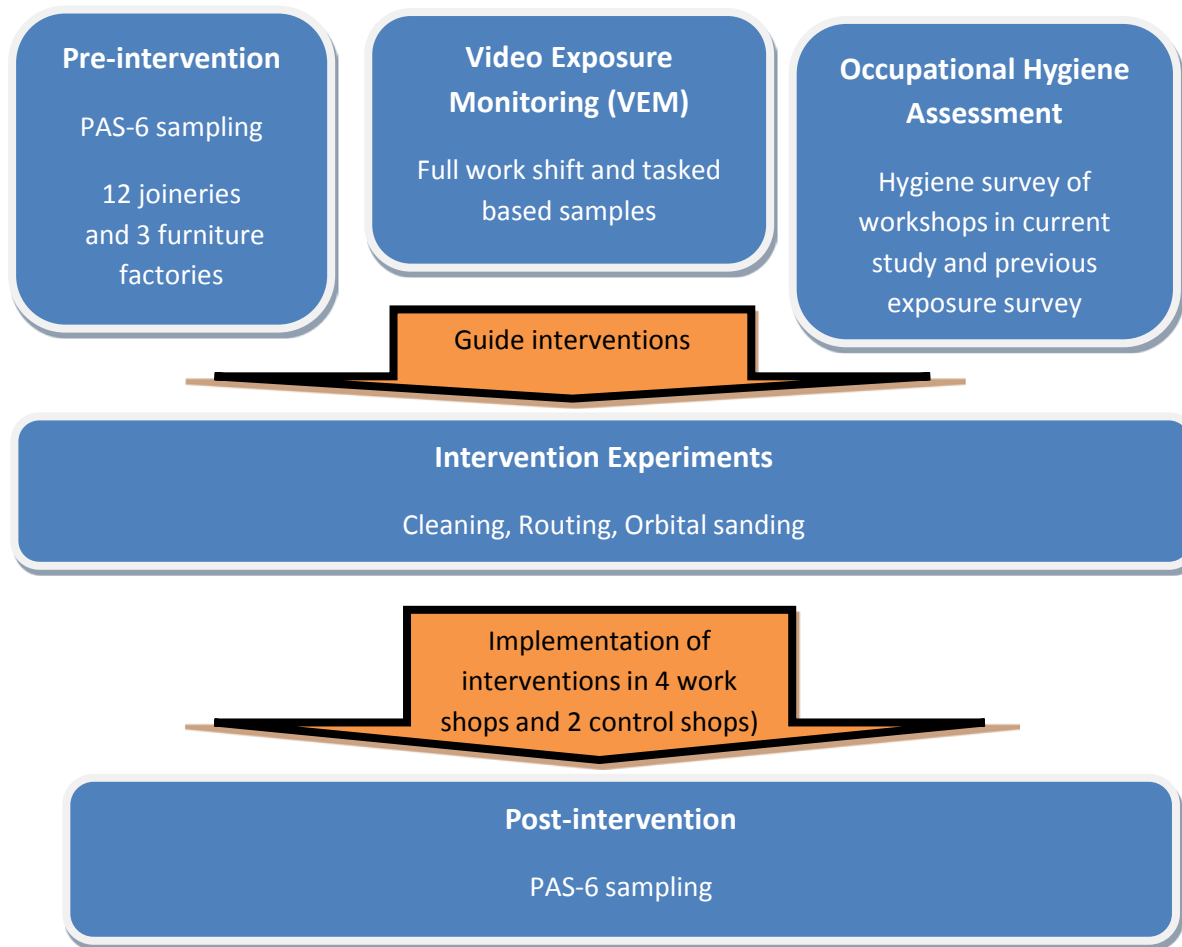 Pre-intervention
PAS-6 sampling
12 joineries
and 3 furniture
factories
Video Exposure
Monitoring (VEM)
Full work shift and tasked
based samples
Occupational Hygiene
Assessment
Hygiene survey of
workshops in current
study and previous
exposure survey
Guide interventions
Intervention Experiments
Cleaning, Routing, Orbital sanding
Implementation of
interventions in 4 work
shops and 2 control shops)
Post-intervention
PAS-6 sampling